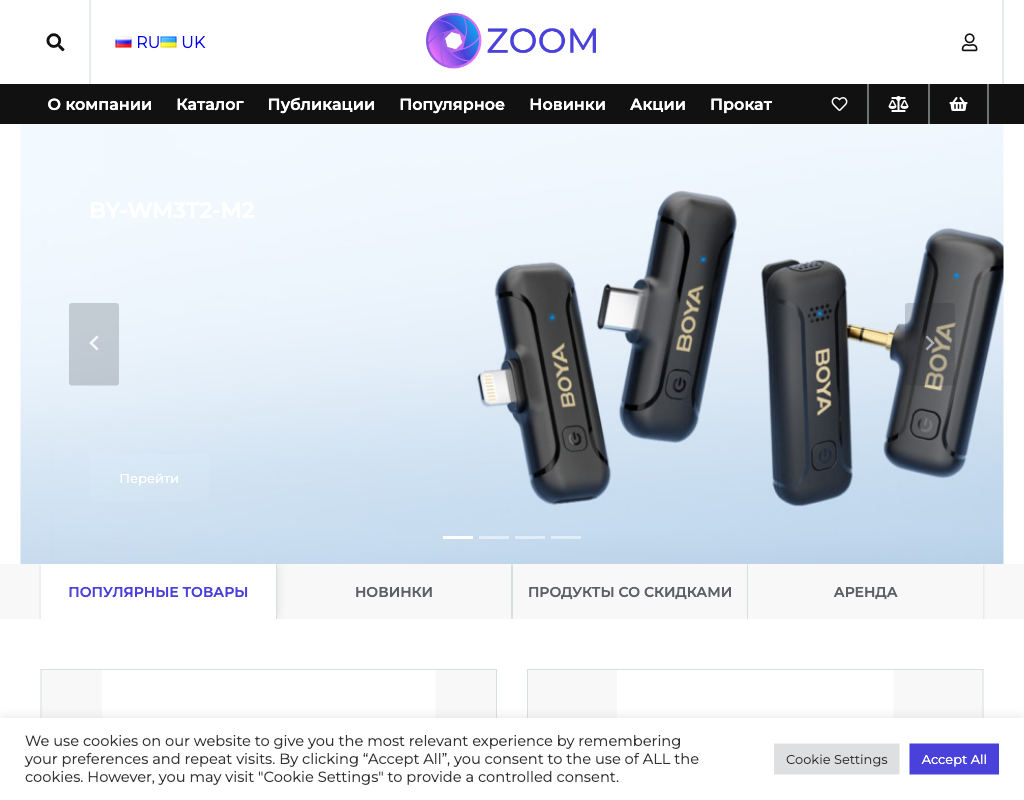 RU UK
ZOOM
О компании Каталог Публикации Популярное Новинки Акции Прокат
BY-WM3T2-M2
BOYA
BOYA
BOYA
BOYA
Перейти
ПОПУЛЯРНЫЕ ТОВАРЫ НОВИНКИ ПРОДУКТЫ СО СКИДКАМИ АРЕНДА
We use cookies on our website to give you the most relevant experience by remembering
your preferences and repeat visits. By clicking “Accept All”, you consent to the use of ALL the
cookies. However, you may visit "Cookie Settings" to provide a controlled consent.
Cookie Settings
Accept All